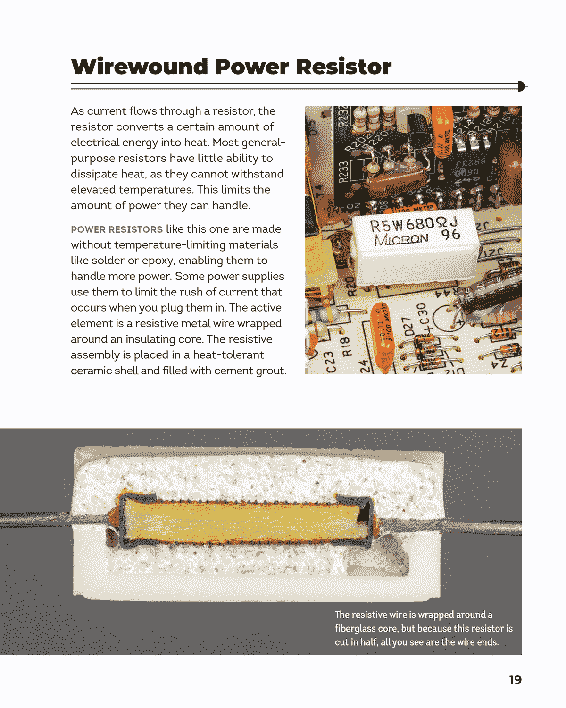 Wirewound Power Resistor
As current flows through a resistor, the
resistor converts a certain amount of
electrical energy into heat. Most general-
purpose resistors have little ability to
dissipate heat, as they cannot withstand
elevated temperatures. This limits the
amount of power they can handle.
POWER RESISTORS like this one are made
without temperature-limiting materials
like solder or epoxy, enabling them to
handle more power. Some power supplies
use them to limit the rush of current that
occurs when you plug them in. The active
element is a resistive metal wire wrapped
around an insulating core. The resistive
assembly is placed in a heat-tolerant
ceramic shell and filled with cement grout.
R232
R233
R5W680ΩJ
MICRON 96
C23
R18
D27
C30
The resistive wire is wrapped around a
fiberglass core, but because this resistor is
cut in half, all you see are the wire ends.
19